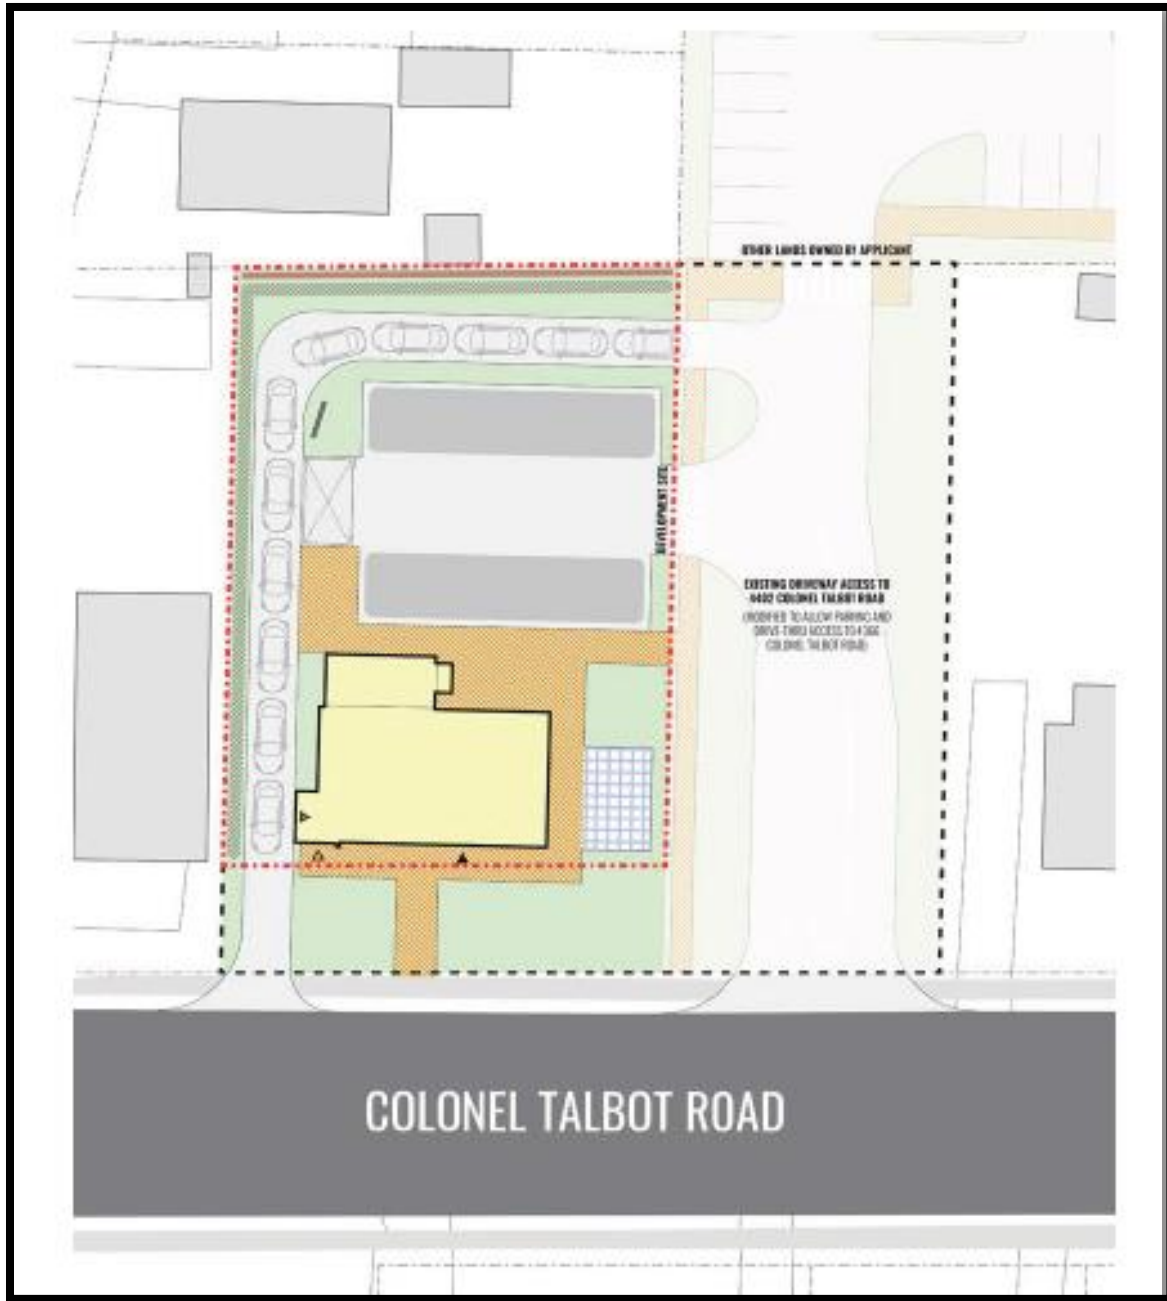 OTHER LANDS OWNED BY APPLICANT
DEVELOPMENT SITE
EXISTING DRIVEWAY ACCESS TO
4402 COLONEL TALBOT ROAD
(MODIFIED TO ALLOW PARKING AND
DRIVE-THRU ACCESS TO 4366
COLONEL TALBOT ROAD)
COLONEL TALBOT ROAD